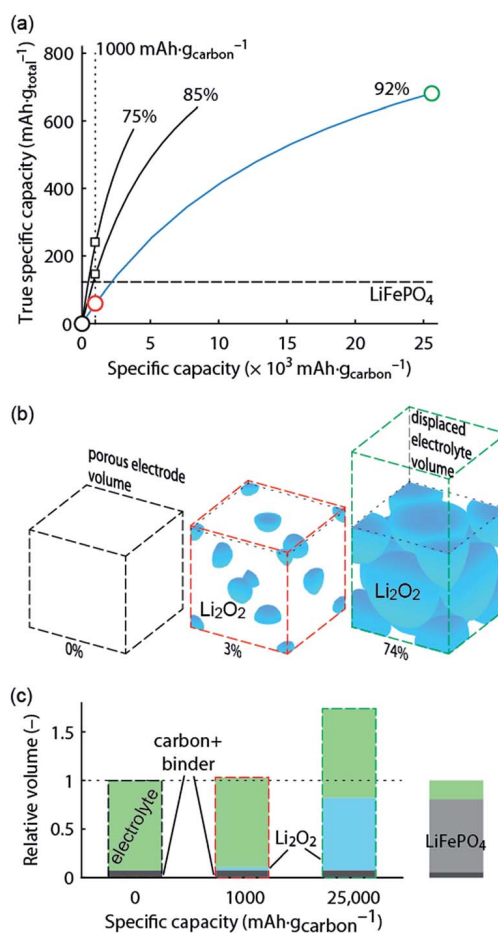 (a)
1000 mAh·gcarbon⁻¹
True specific capacity (mAh·gtotal⁻¹)
800
600
400
200
0
75%
85%
92%
LiFePO₄
0
5
10
15
20
25
Specific capacity (× 10³ mAh·gcarbon⁻¹)
(b)
porous electrode
volume
displaced
electrolyte
volume
Li₂O₂
Li₂O₂
0%
3%
74%
(c)
Relative volume (–)
1.5
1
0.5
0
carbon+
binder
electrolyte
Li₂O₂
LiFePO₄
0
1000
25,000
Specific capacity (mAh·gcarbon⁻¹)